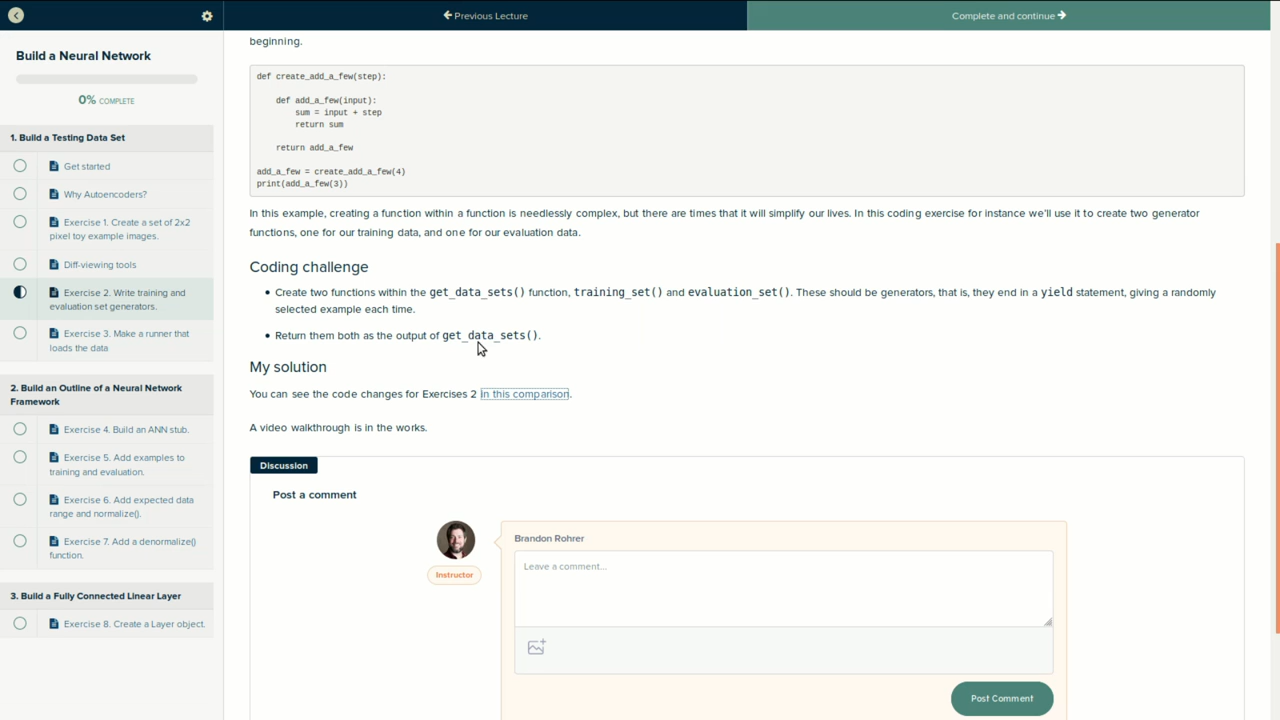 Previous Lecture
Complete and continue
Build a Neural Network
0% COMPLETE
1. Build a Testing Data Set
Get started
Why Autoencoders?
Exercise 1. Create a set of 2x2
pixel toy example images.
Diff-viewing tools
Exercise 2. Write training and
evaluation set generators.
Exercise 3. Make a runner that
loads the data
2. Build an Outline of a Neural Network
Framework
Exercise 4. Build an ANN stub.
Exercise 5. Add examples to
training and evaluation.
Exercise 6. Add expected data
range and normalize().
Exercise 7. Add a denormalize()
function.
3. Build a Fully Connected Linear Layer
Exercise 8. Create a Layer object.
beginning.
def create_add_a_few(step):
def add_a_few(input):
sum = input + step
return sum
return add_a_few
add_a_few = create_add_a_few(4)
print(add_a_few(3))
In this example, creating a function within a function is needlessly complex, but there are times that it will simplify our lives. In this coding exercise for instance we'll use it to create two generator
functions, one for our training data, and one for our evaluation data.
Coding challenge
• Create two functions within the get_data_sets() function, training_set() and evaluation_set(). These should be generators, that is, they end in a yield statement, giving a randomly
selected example each time.
• Return them both as the output of get_data_sets().
My solution
You can see the code changes for Exercises 2 in this comparison.
A video walkthrough is in the works.
Discussion
Post a comment
Brandon Rohrer
Instructor
Leave a comment...
Post Comment